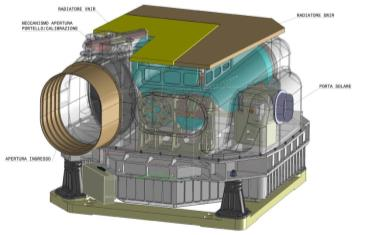 RADIATORE VNIR
RADIATORE SWIR
MECCANISMO APERTURA
PORTELLO/CALIBRAZIONE
PORTA SOLARE
APERTURA INGRESSO